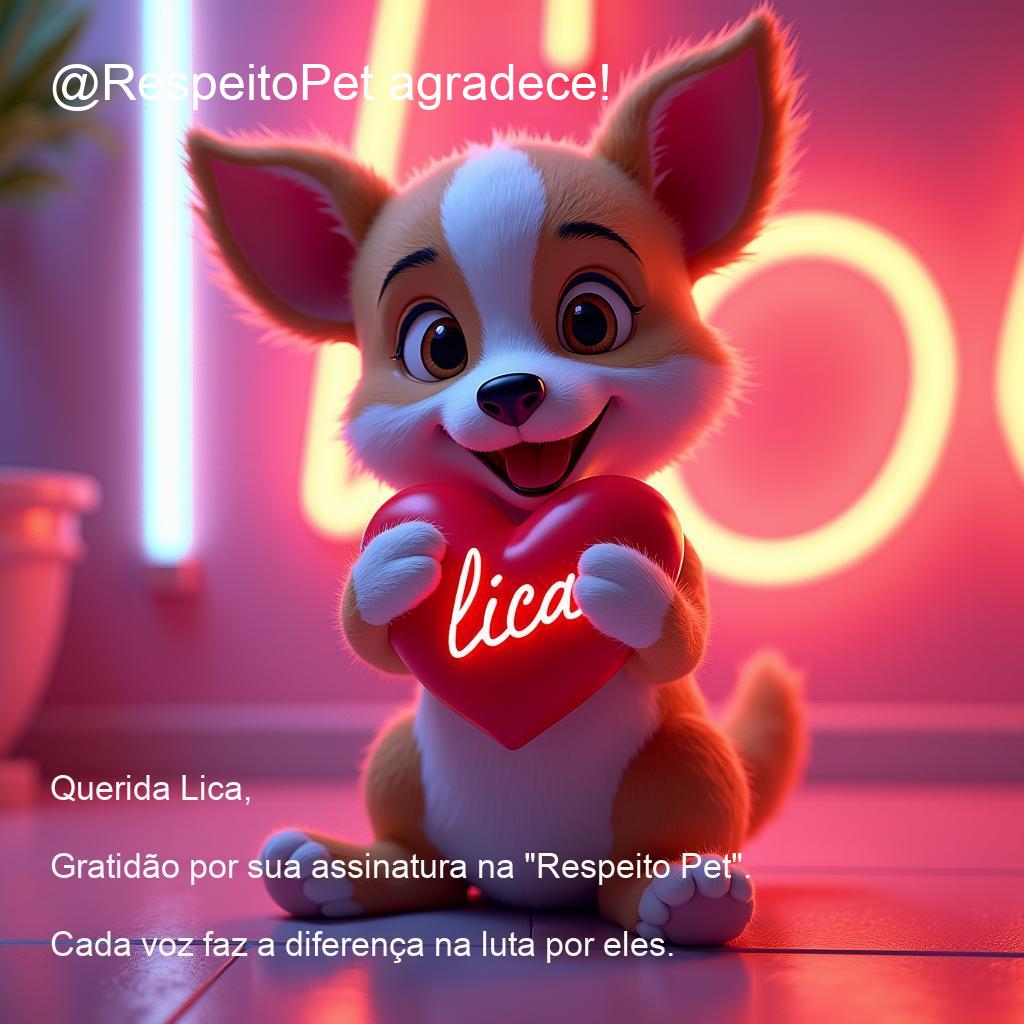 @RespeitoPet agradece!
lica
Querida Lica,
Gratidão por sua assinatura na "Respeito Pet".
Cada voz faz a diferença na luta por eles.